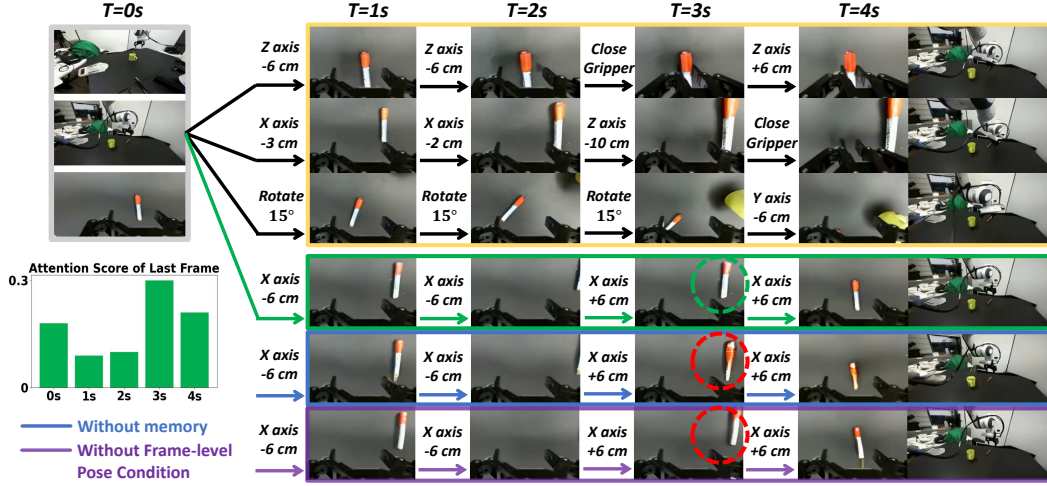 T=0s T=1s T=2s T=3s T=4s
Z axis -6 cm
Z axis -6 cm
Close Gripper
Z axis +6 cm
X axis -3 cm
X axis -2 cm
Z axis -10 cm
Close Gripper
Rotate 15°
Rotate 15°
Rotate 15°
Y axis -6 cm
Attention Score of Last Frame
0.3
0
0s 1s 2s 3s 4s
X axis -6 cm
X axis -6 cm
X axis +6 cm
X axis +6 cm
X axis -6 cm
X axis -6 cm
X axis +6 cm
X axis +6 cm
X axis -6 cm
X axis -6 cm
X axis +6 cm
X axis +6 cm
Without memory
Without Frame-level
Pose Condition